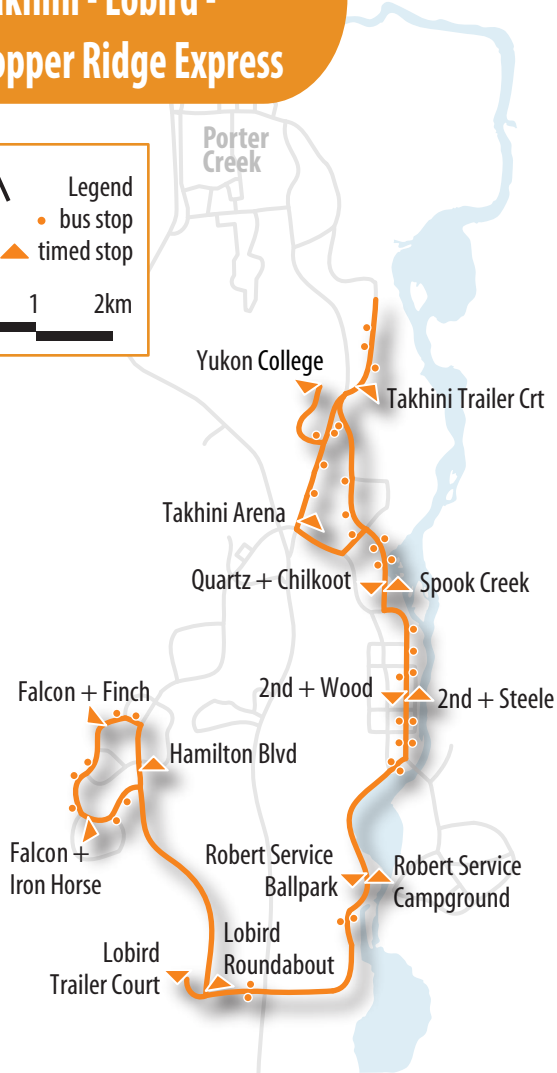 - Lobird -
Ridge Express
Porter
Creek
Legend
bus stop
timed stop
1 2km
Yukon College
Takhini Trailer Crt
Takhini Arena
Quartz + Chilkoot
Spook Creek
2nd + Wood
2nd + Steele
Falcon + Finch
Hamilton Blvd
Falcon +
Iron Horse
Robert Service
Ballpark
Robert Service
Campground
Lobird
Roundabout
Lobird
Trailer Court